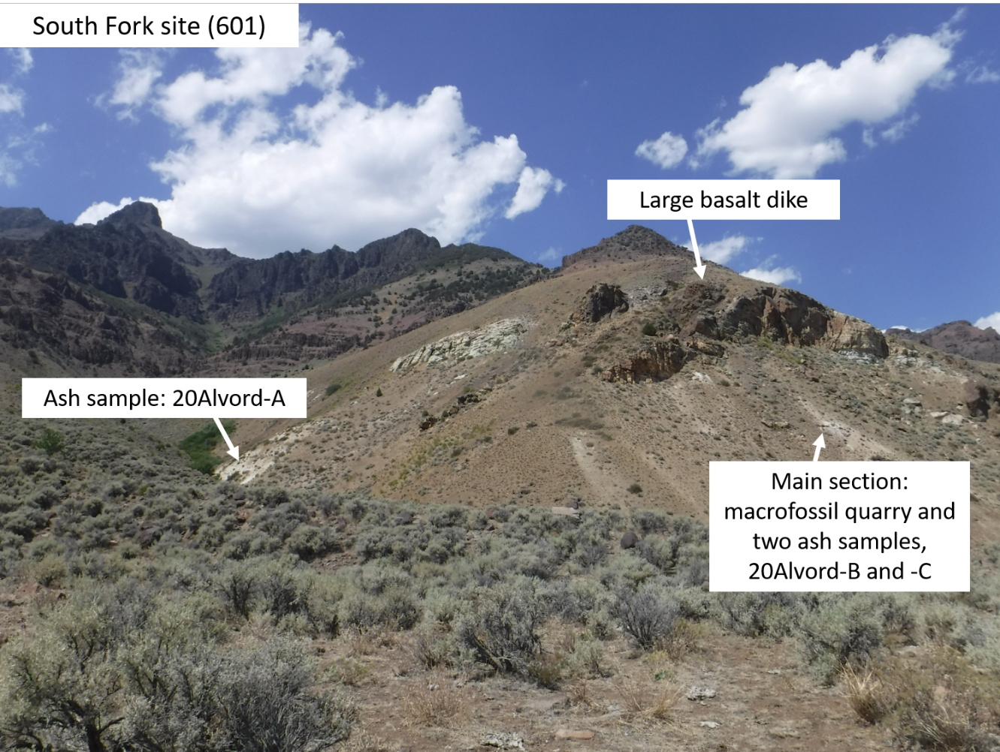 South Fork site (601)
Large basalt dike
Ash sample: 20Alvord-A
Main section:
macrofossil quarry and
two ash samples,
20Alvord-B and -C